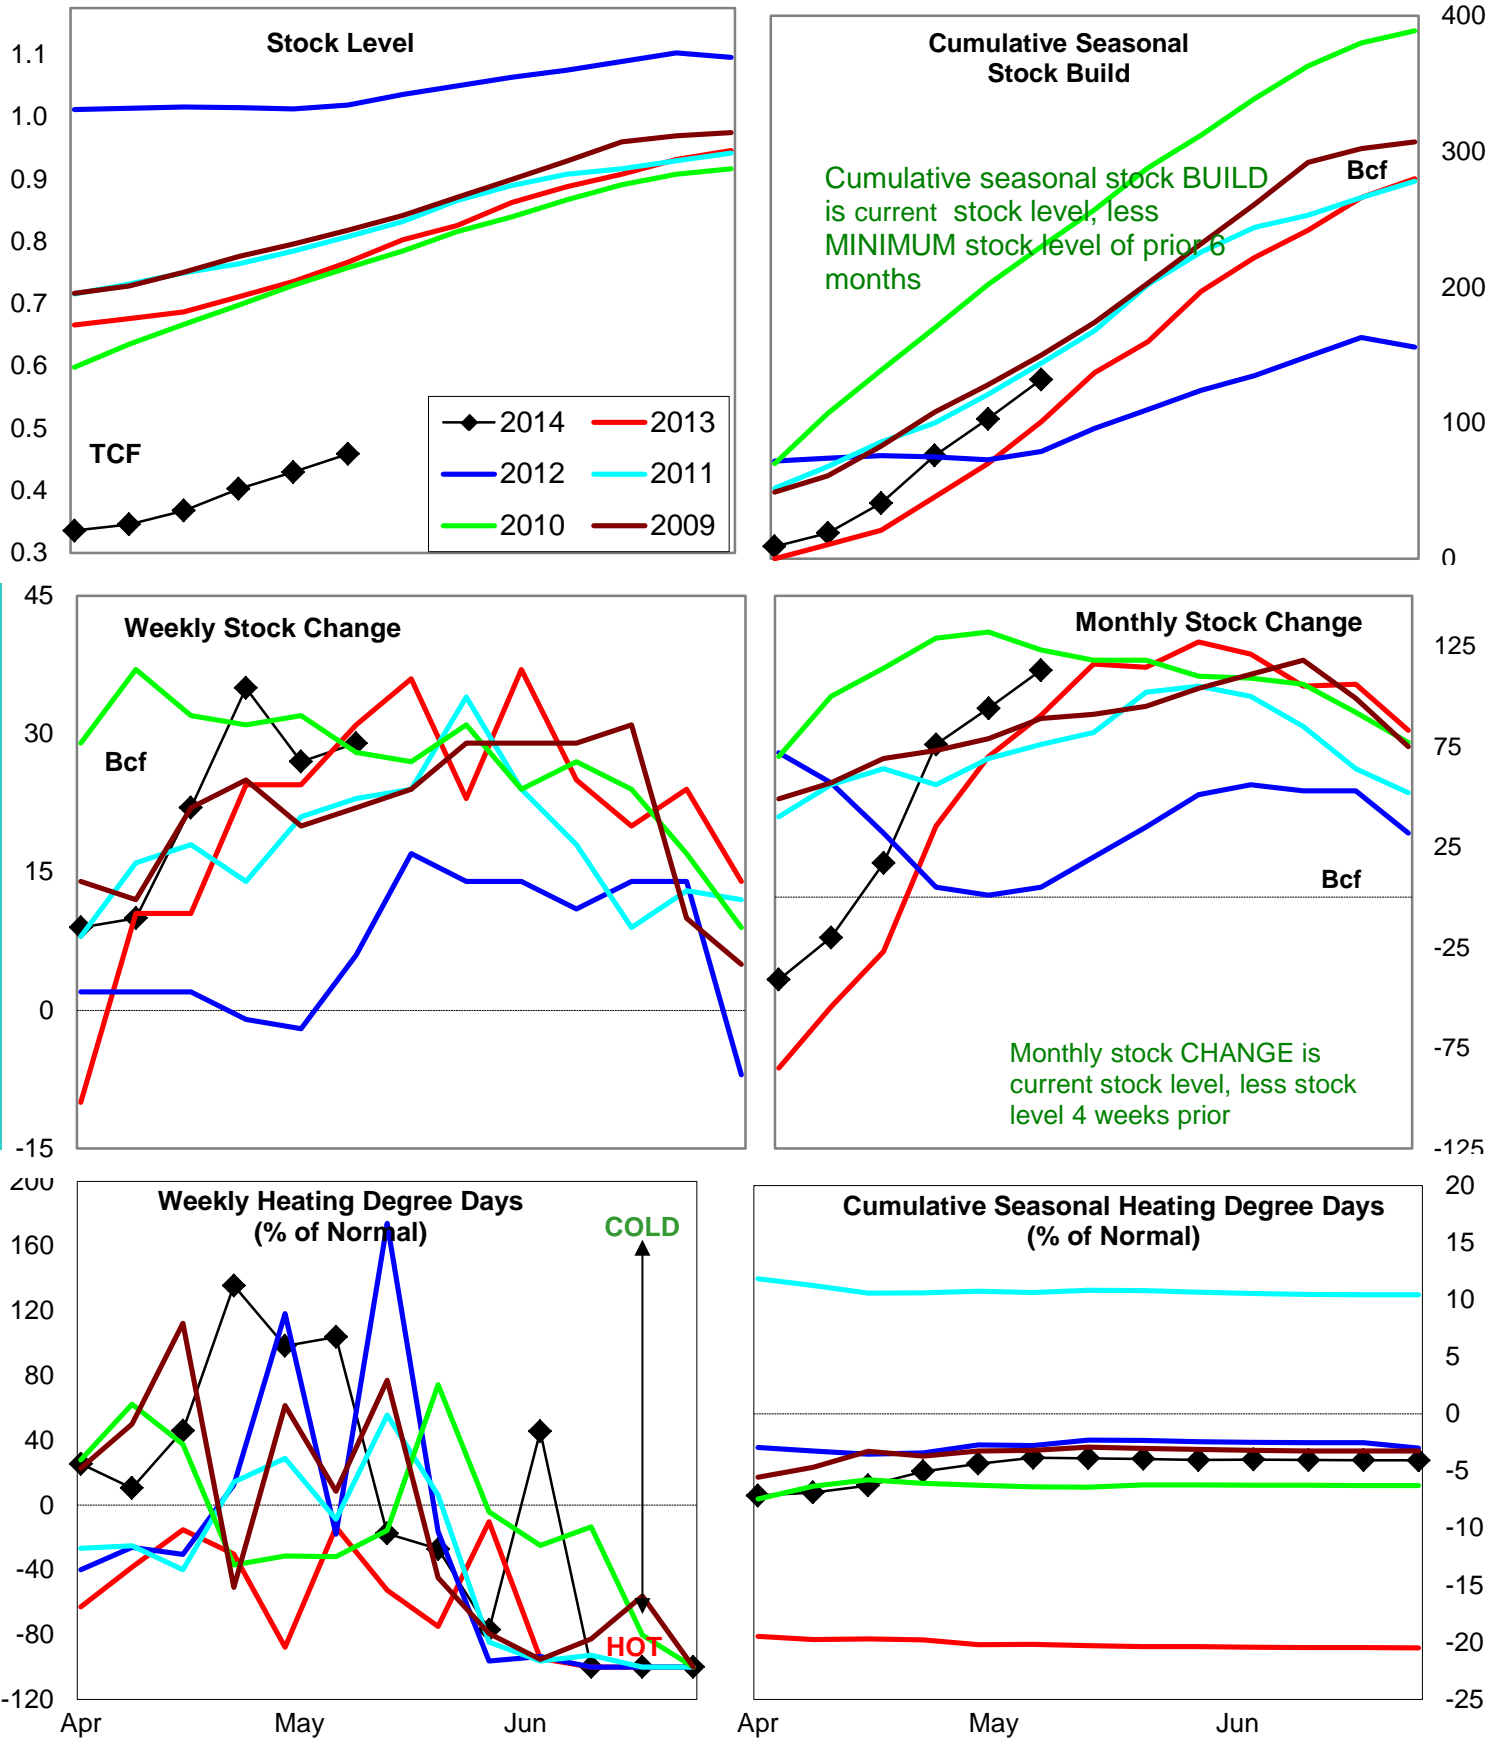 Stock Level
1.1
1.0
0.9
0.8
0.7
0.6
0.5
0.4
0.3
TCF
2014
2013
2012
2011
2010
2009
Cumulative Seasonal
Stock Build
400
300
200
100
0
Bcf
Cumulative seasonal stock BUILD
is current stock level, less
MINIMUM stock level of prior 6
months
Weekly Stock Change
45
30
15
0
-15
Bcf
Monthly Stock Change
125
75
25
-25
-75
-125
Bcf
Monthly stock CHANGE is
current stock level, less stock
level 4 weeks prior
Weekly Heating Degree Days
(% of Normal)
200
160
120
80
40
0
-40
-80
-120
COLD
HOT
Apr
May
Jun
Cumulative Seasonal Heating Degree Days
(% of Normal)
20
15
10
5
0
-5
-10
-15
-20
-25
Apr
May
Jun